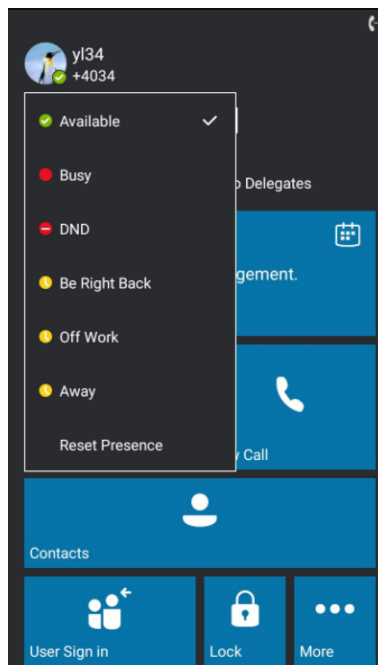 yl34
+4034
Available
Busy
Delegates
DND
Be Right Back
gement.
Off Work
Away
Reset Presence
Call
Contacts
User Sign in
Lock
More